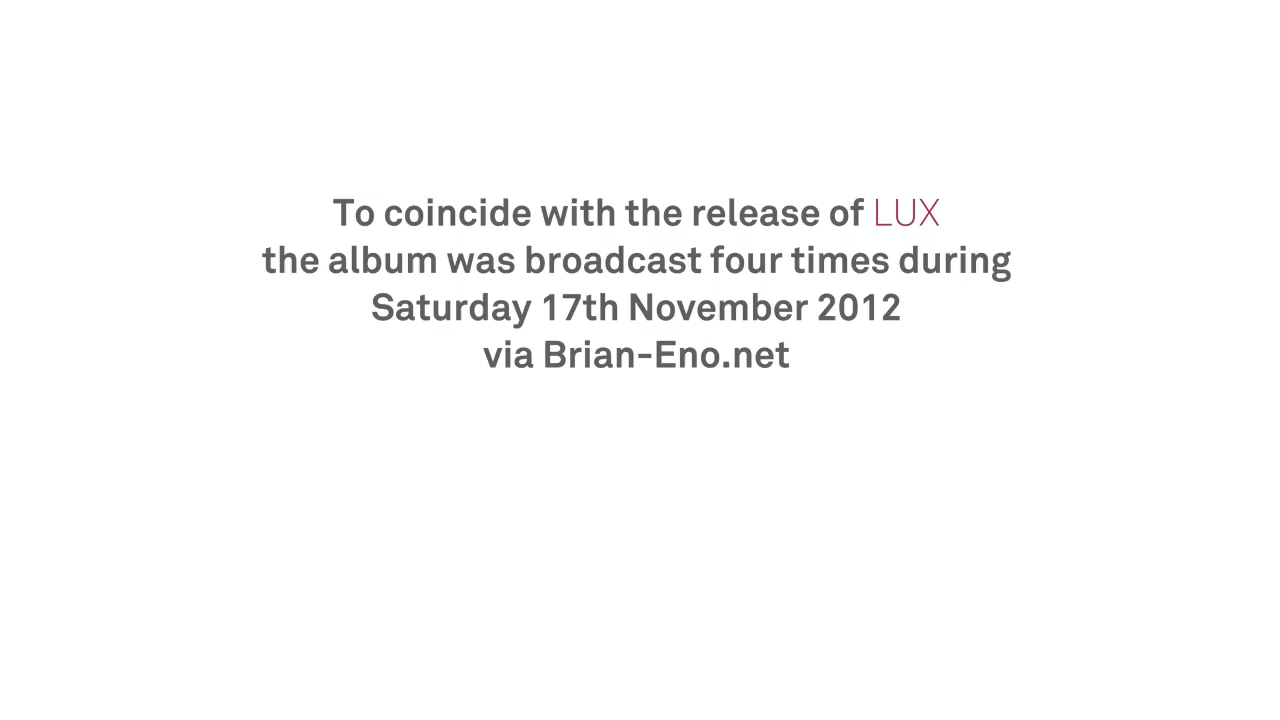 To coincide with the release of LUX
the album was broadcast four times during
Saturday 17th November 2012
via Brian-Eno.net